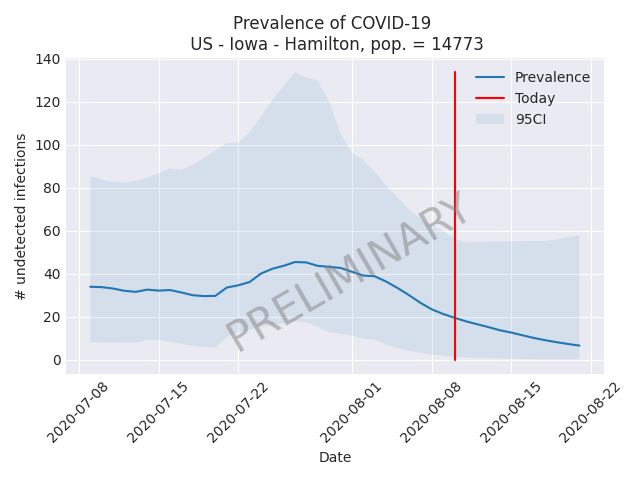 Prevalence of COVID-19
US - Iowa - Hamilton, pop. = 14773
# undetected infections
140
120
100
80
60
40
20
0
Prevalence
Today
95CI
PRELIMINARY
2020-07-08
2020-07-15
2020-07-22
2020-08-01
2020-08-08
2020-08-15
2020-08-22
Date